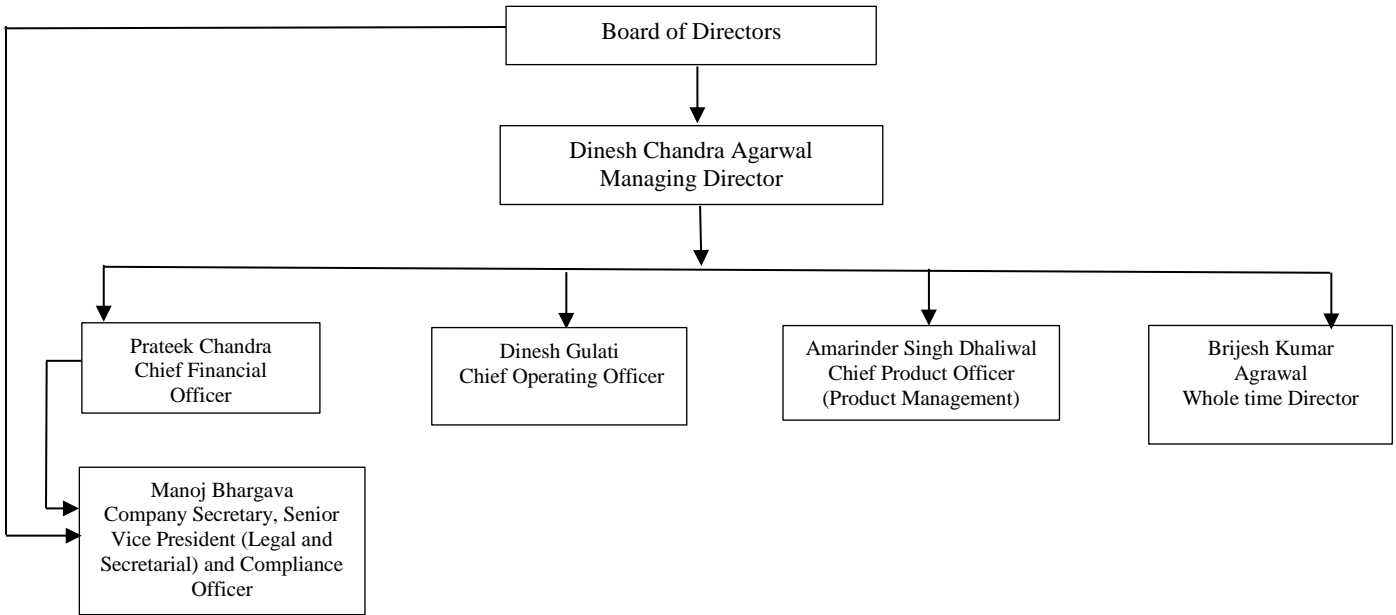 Board of Directors
Dinesh Chandra Agarwal
Managing Director
Prateek Chandra
Chief Financial
Officer
Dinesh Gulati
Chief Operating Officer
Amarinder Singh Dhaliwal
Chief Product Officer
(Product Management)
Brijesh Kumar
Agrawal
Whole time Director
Manoj Bhargava
Company Secretary, Senior
Vice President (Legal and
Secretarial) and Compliance
Officer